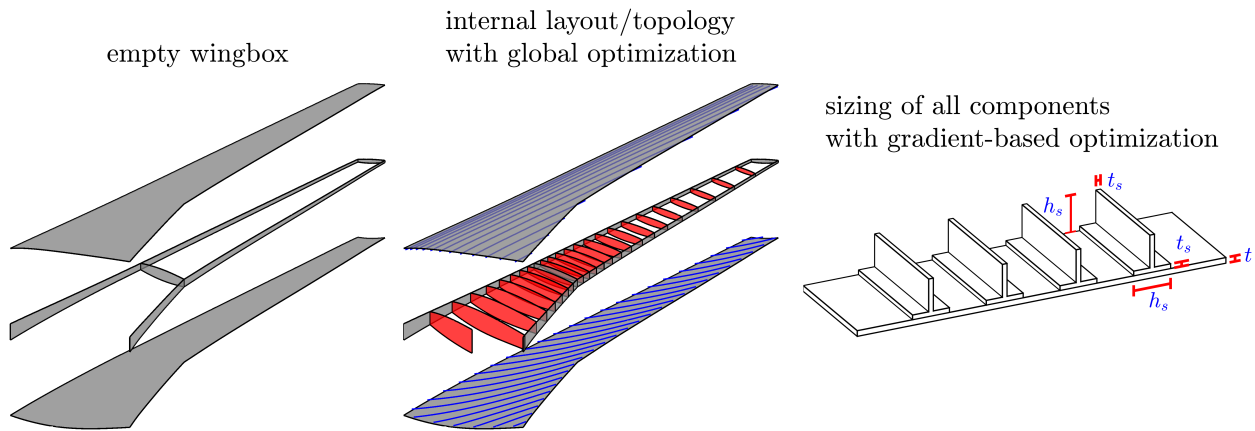 empty wingbox
internal layout/topology
with global optimization
sizing of all components
with gradient-based optimization
t_s
h_s
t_s
t
h_s